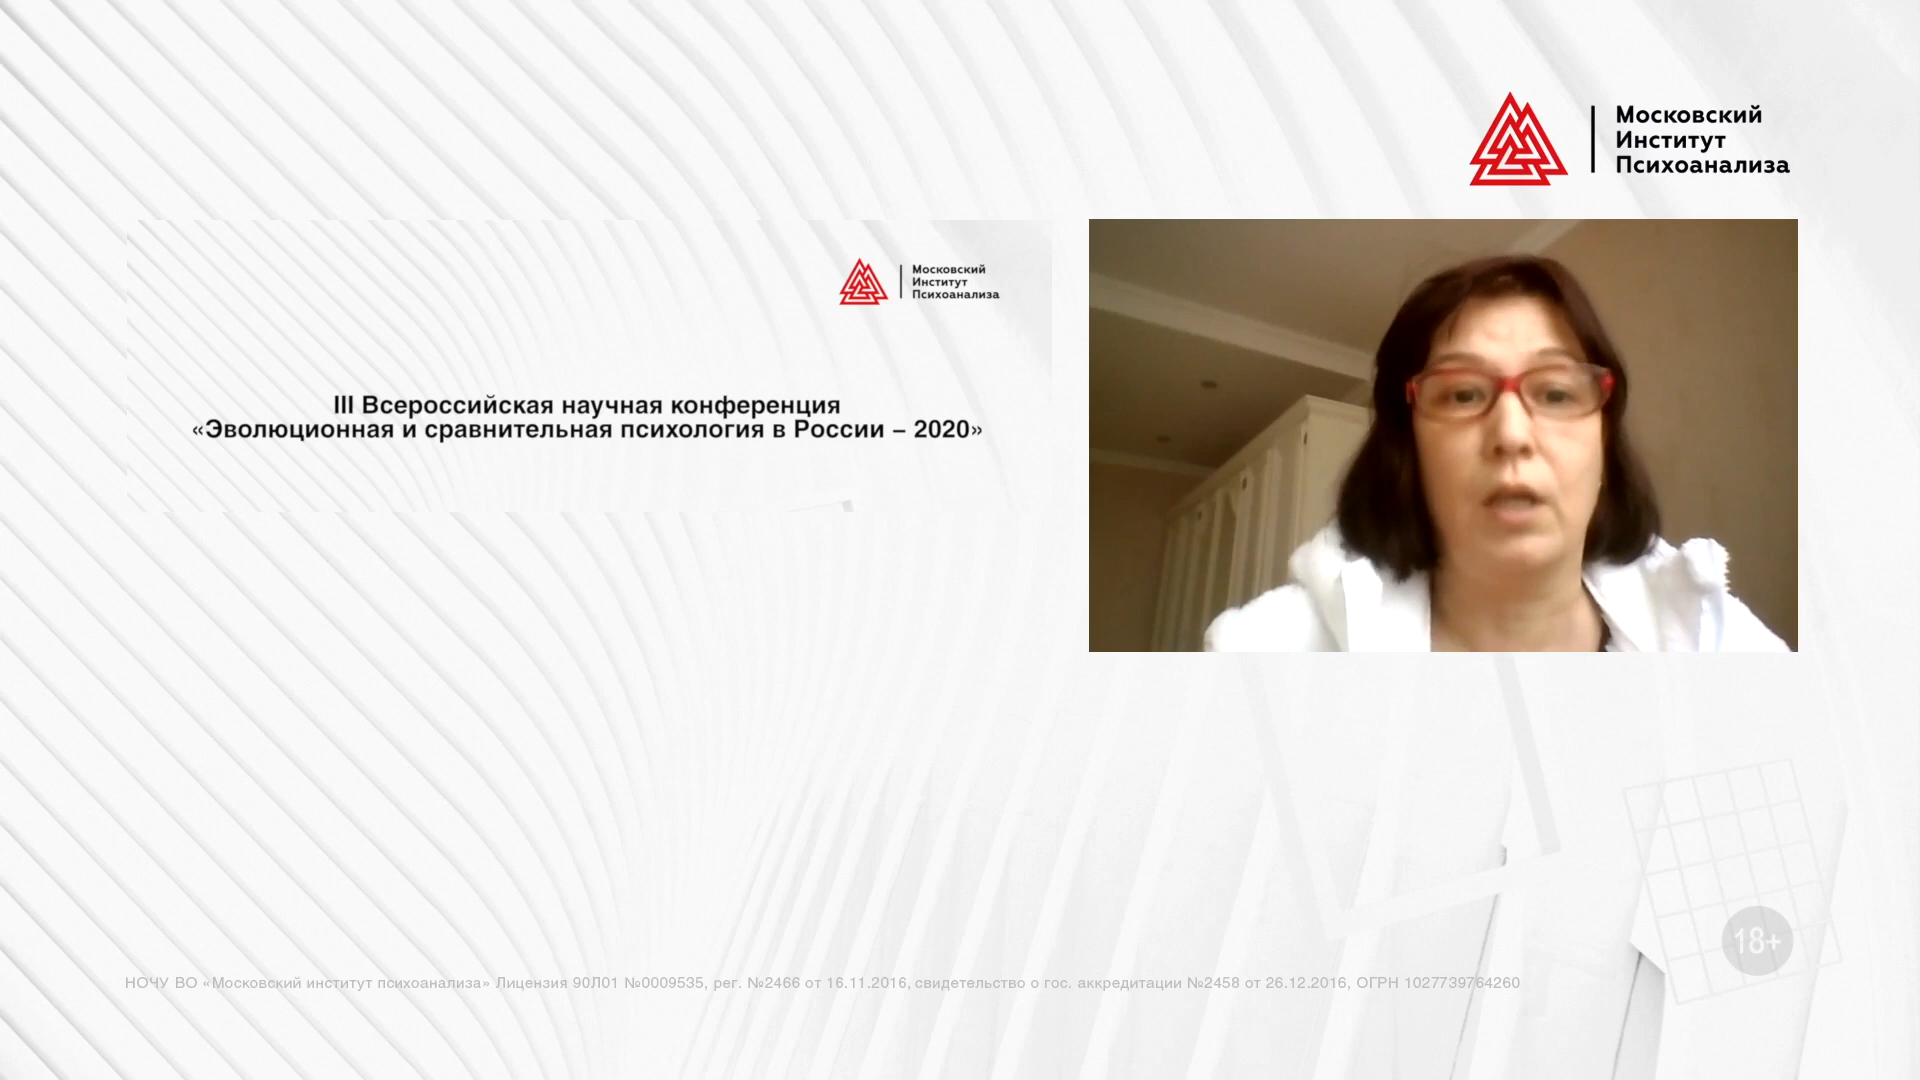 Московский
Институт
Психоанализа
Московский
Институт
Психоанализа
III Всероссийская научная конференция
«Эволюционная и сравнительная психология в России – 2020»
18+
НОЧУ ВО «Московский институт психоанализа» Лицензия 90Л01 №0009535, рег. №2466 от 16.11.2016, свидетельство о гос. аккредитации №2458 от 26.12.2016, ОГРН 1027739764260